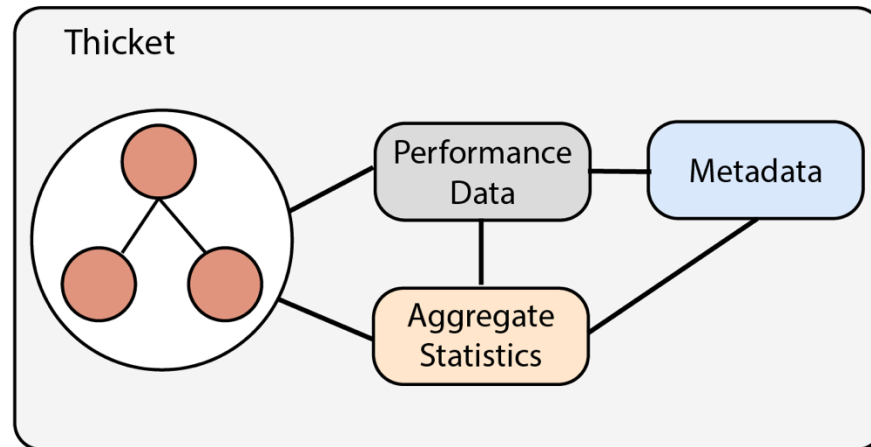 Thicket
Performance
Data
Metadata
Aggregate
Statistics